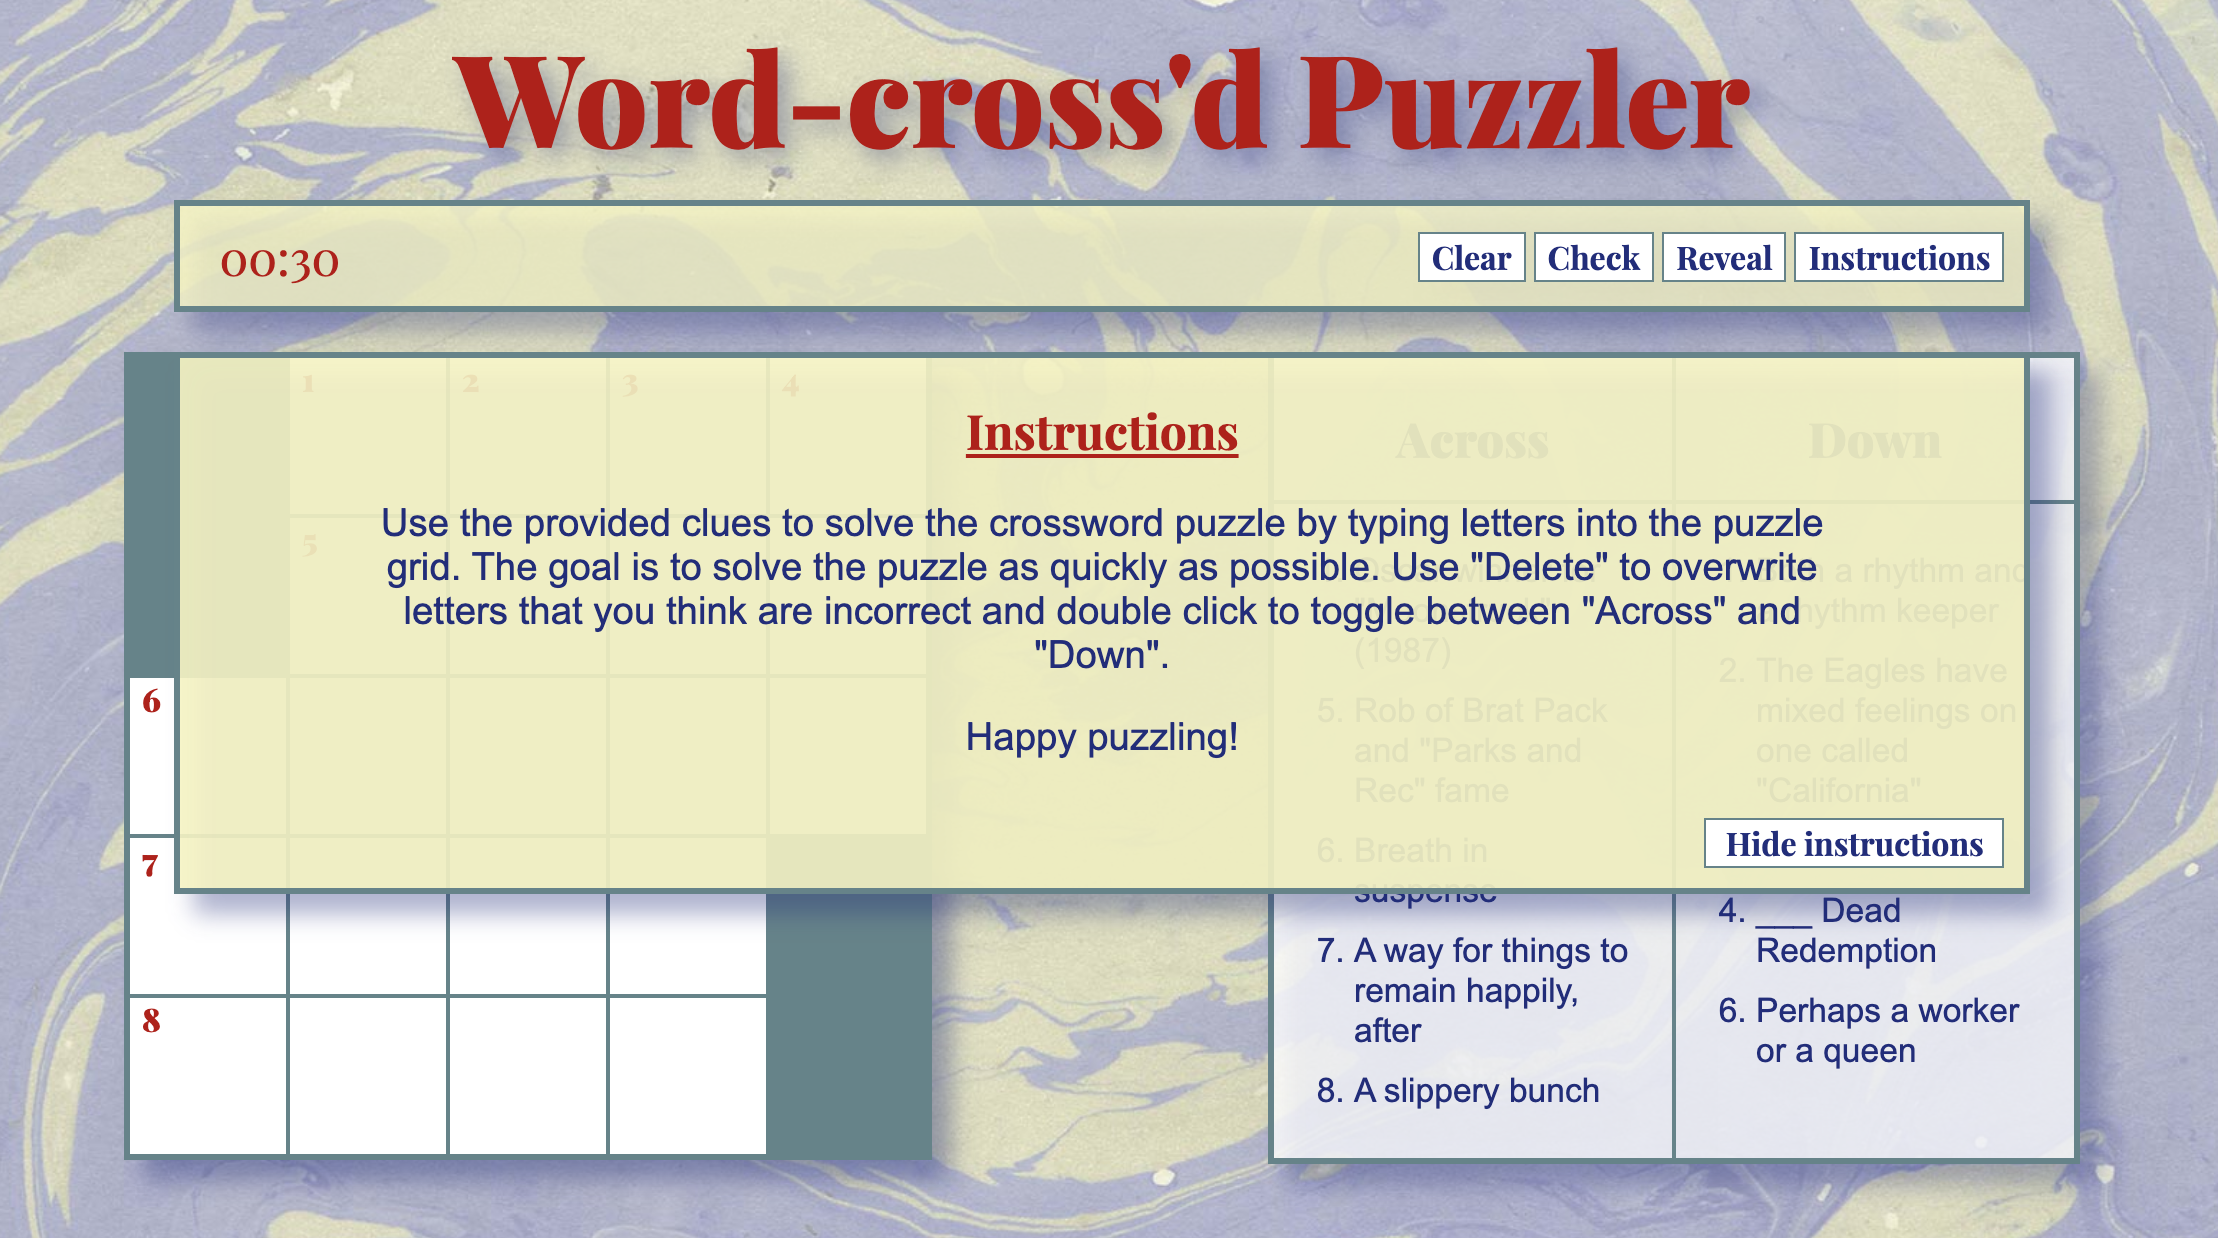 Word-cross'd Puzzler
00:30
Clear Check Reveal Instructions
1 2 3 4
5
6
7
8
Instructions
Use the provided clues to solve the crossword puzzle by typing letters into the puzzle
grid. The goal is to solve the puzzle as quickly as possible. Use "Delete" to overwrite
letters that you think are incorrect and double click to toggle between "Across" and
"Down".
Happy puzzling!
Hide instructions
Across
(1987)
5. Rob of Brat Pack
and "Parks and
Rec" fame
6. Breath in
suspense
7. A way for things to
remain happily,
after
8. A slippery bunch
Down
a rhythm and
rhythm keeper
2. The Eagles have
mixed feelings on
one called
"California"
4. ___ Dead
Redemption
6. Perhaps a worker
or a queen